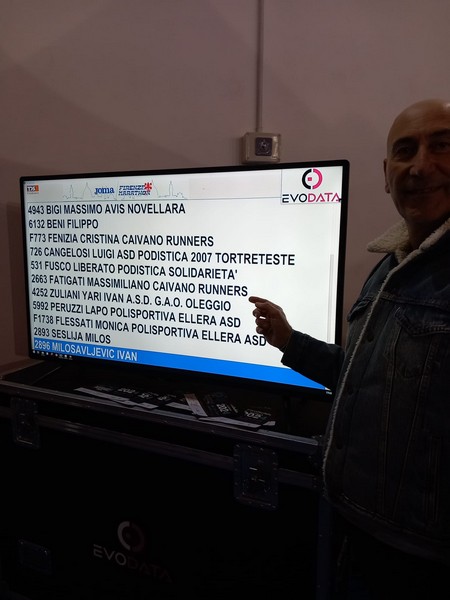 Joma FIRENZE MARATHON
EVODATA
4943 BIGI MASSIMO AVIS NOVELLARA
6132 BENI FILIPPO
F773 FENIZIA CRISTINA CAIVANO RUNNERS
726 CANGELOSI LUIGI ASD PODISTICA 2007 TORTRETESTE
531 FUSCO LIBERATO PODISTICA SOLIDARIETA'
2663 FATIGATI MASSIMILIANO CAIVANO RUNNERS
4252 ZULIANI YARI IVAN A.S.D. G.A.O. OLEGGIO
5992 PERUZZI LAPO POLISPORTIVA ELLERA ASD
F1738 FLESSATI MONICA POLISPORTIVA ELLERA ASD
2893 SESLIJA MILOS
2896 MILOSAVLJEVIC IVAN
EVODATA